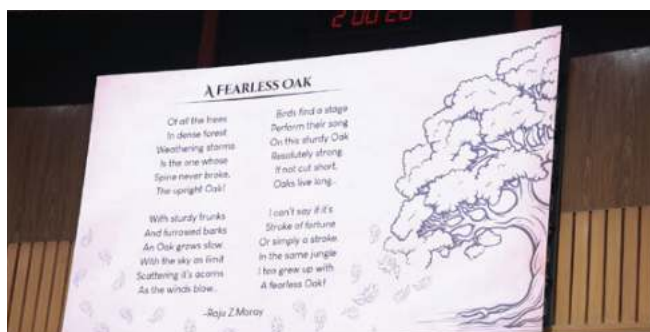 2 00 20
A FEARLESS OAK
Of all the trees
In dense forest
Weathering storms
Is the one whose
Spine never broke,
The upright Oak!
With sturdy trunks
And furrowed barks
An Oak grows slow
With the sky as limit
Scattering it's acorns
As the winds blow..
Birds find a stage
Perform their song
On this sturdy Oak
Resolutely strong.
If not cut short,
Oaks live long..
I can't say if it's
Stroke of fortune
Or simply a stroke.
In the same jungle
I too grew up with
A fearless Oak!
-Raju Z Moray